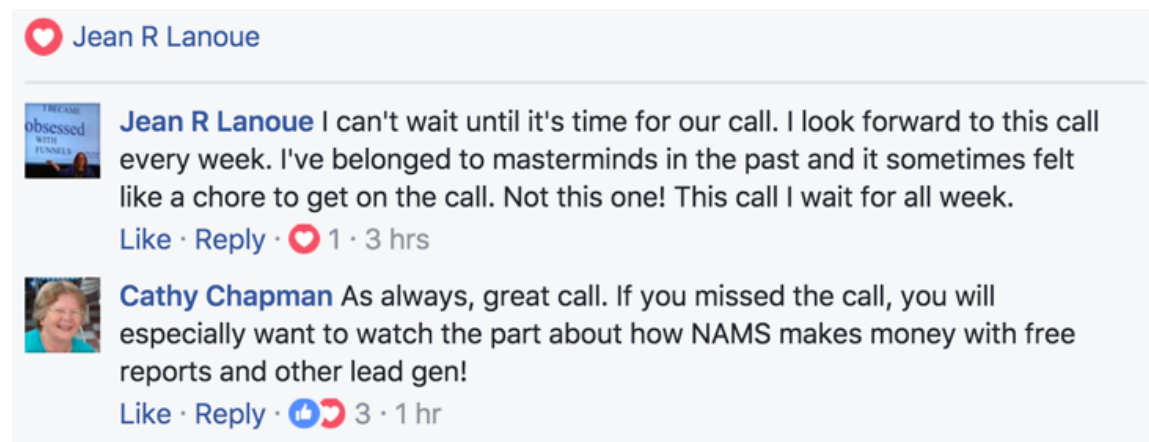 Jean R Lanoue
I BECAME
obsessed
WITH
FUNNELS
Jean R Lanoue I can't wait until it's time for our call. I look forward to this call
every week. I've belonged to masterminds in the past and it sometimes felt
like a chore to get on the call. Not this one! This call I wait for all week.
Like · Reply · 1 · 3 hrs
Cathy Chapman As always, great call. If you missed the call, you will
especially want to watch the part about how NAMS makes money with free
reports and other lead gen!
Like · Reply · 3 · 1 hr